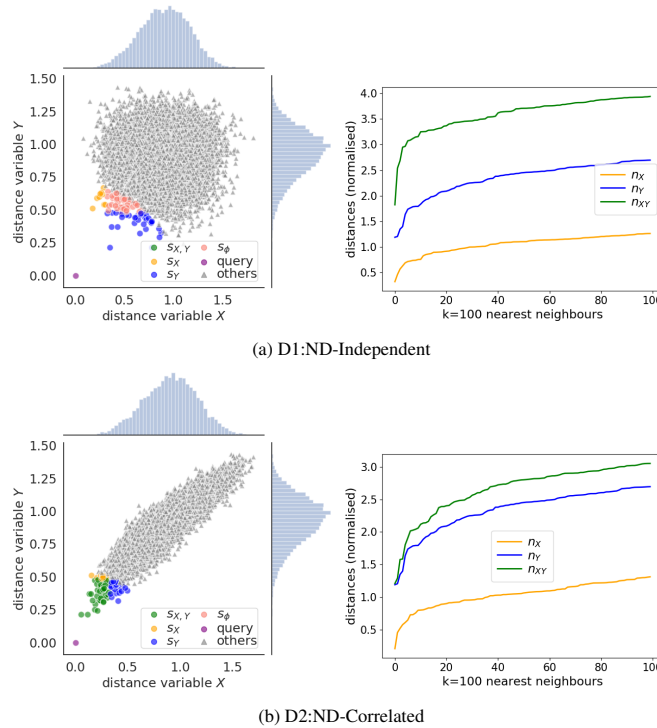 1.50
1.25
1.00
0.75
0.50
0.25
0.00
distance variable Y
0.0 0.5 1.0 1.5
distance variable X
s_{X,Y} s_ϕ
s_X query
s_Y others
4.0
3.5
3.0
2.5
2.0
1.5
1.0
0.5
distances (normalised)
0 20 40 60 80 100
k=100 nearest neighbours
n_X
n_Y
n_{XY}
(a) D1:ND-Independent
1.50
1.25
1.00
0.75
0.50
0.25
0.00
distance variable Y
0.0 0.5 1.0 1.5
distance variable X
s_{X,Y} s_ϕ
s_X query
s_Y others
3.0
2.5
2.0
1.5
1.0
0.5
distances (normalised)
0 20 40 60 80 100
k=100 nearest neighbours
n_X
n_Y
n_{XY}
(b) D2:ND-Correlated